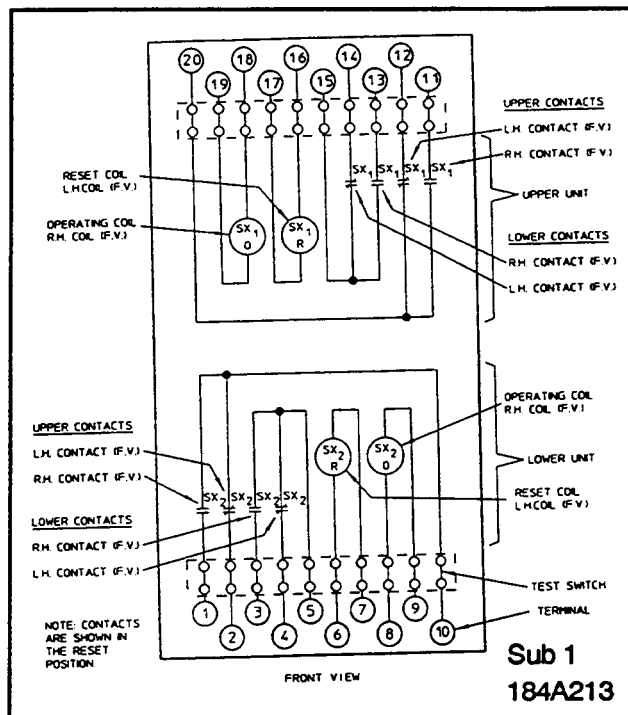 20 18 16 14 12
19 17 15 13 11
UPPER CONTACTS
L.H. CONTACT (F.V.)
R.H. CONTACT (F.V.)
RESET COIL
L.H.COIL (F.V.)
SX1 SX1 SX1 SX1
UPPER UNIT
OPERATING COIL
R.H. COIL (F.V.)
SX1
O
SX1
R
LOWER CONTACTS
R.H. CONTACT (F.V.)
L.H. CONTACT (F.V.)
OPERATING COIL
R.H. COIL (F.V.)
UPPER CONTACTS
L.H. CONTACT (F.V.)
R.H. CONTACT (F.V.)
SX2
R
SX2
O
LOWER UNIT
SX2 SX2 SX2 SX2
RESET COIL
L.H.COIL (F.V.)
LOWER CONTACTS
R.H. CONTACT (F.V.)
L.H. CONTACT (F.V.)
TEST SWITCH
1 3 5 7 9
TERMINAL
2 4 6 8 10
NOTE: CONTACTS
ARE SHOWN IN
THE RESET
POSITION.
FRONT VIEW
Sub 1
184A213